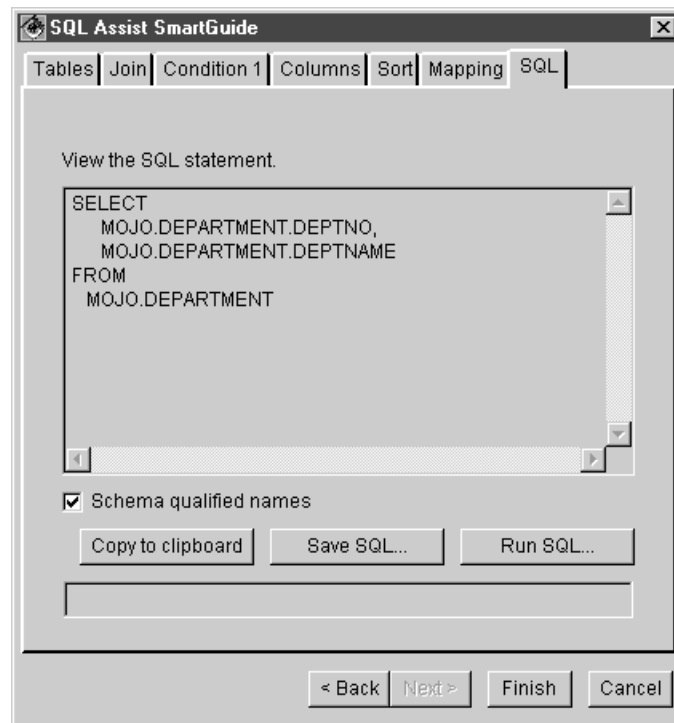 SQL Assist SmartGuide
Tables Join Condition 1 Columns Sort Mapping SQL
View the SQL statement.
SELECT
MOJO.DEPARTMENT.DEPTNO,
MOJO.DEPARTMENT.DEPTNAME
FROM
MOJO.DEPARTMENT
Schema qualified names
Copy to clipboard Save SQL... Run SQL...
< Back Next > Finish Cancel